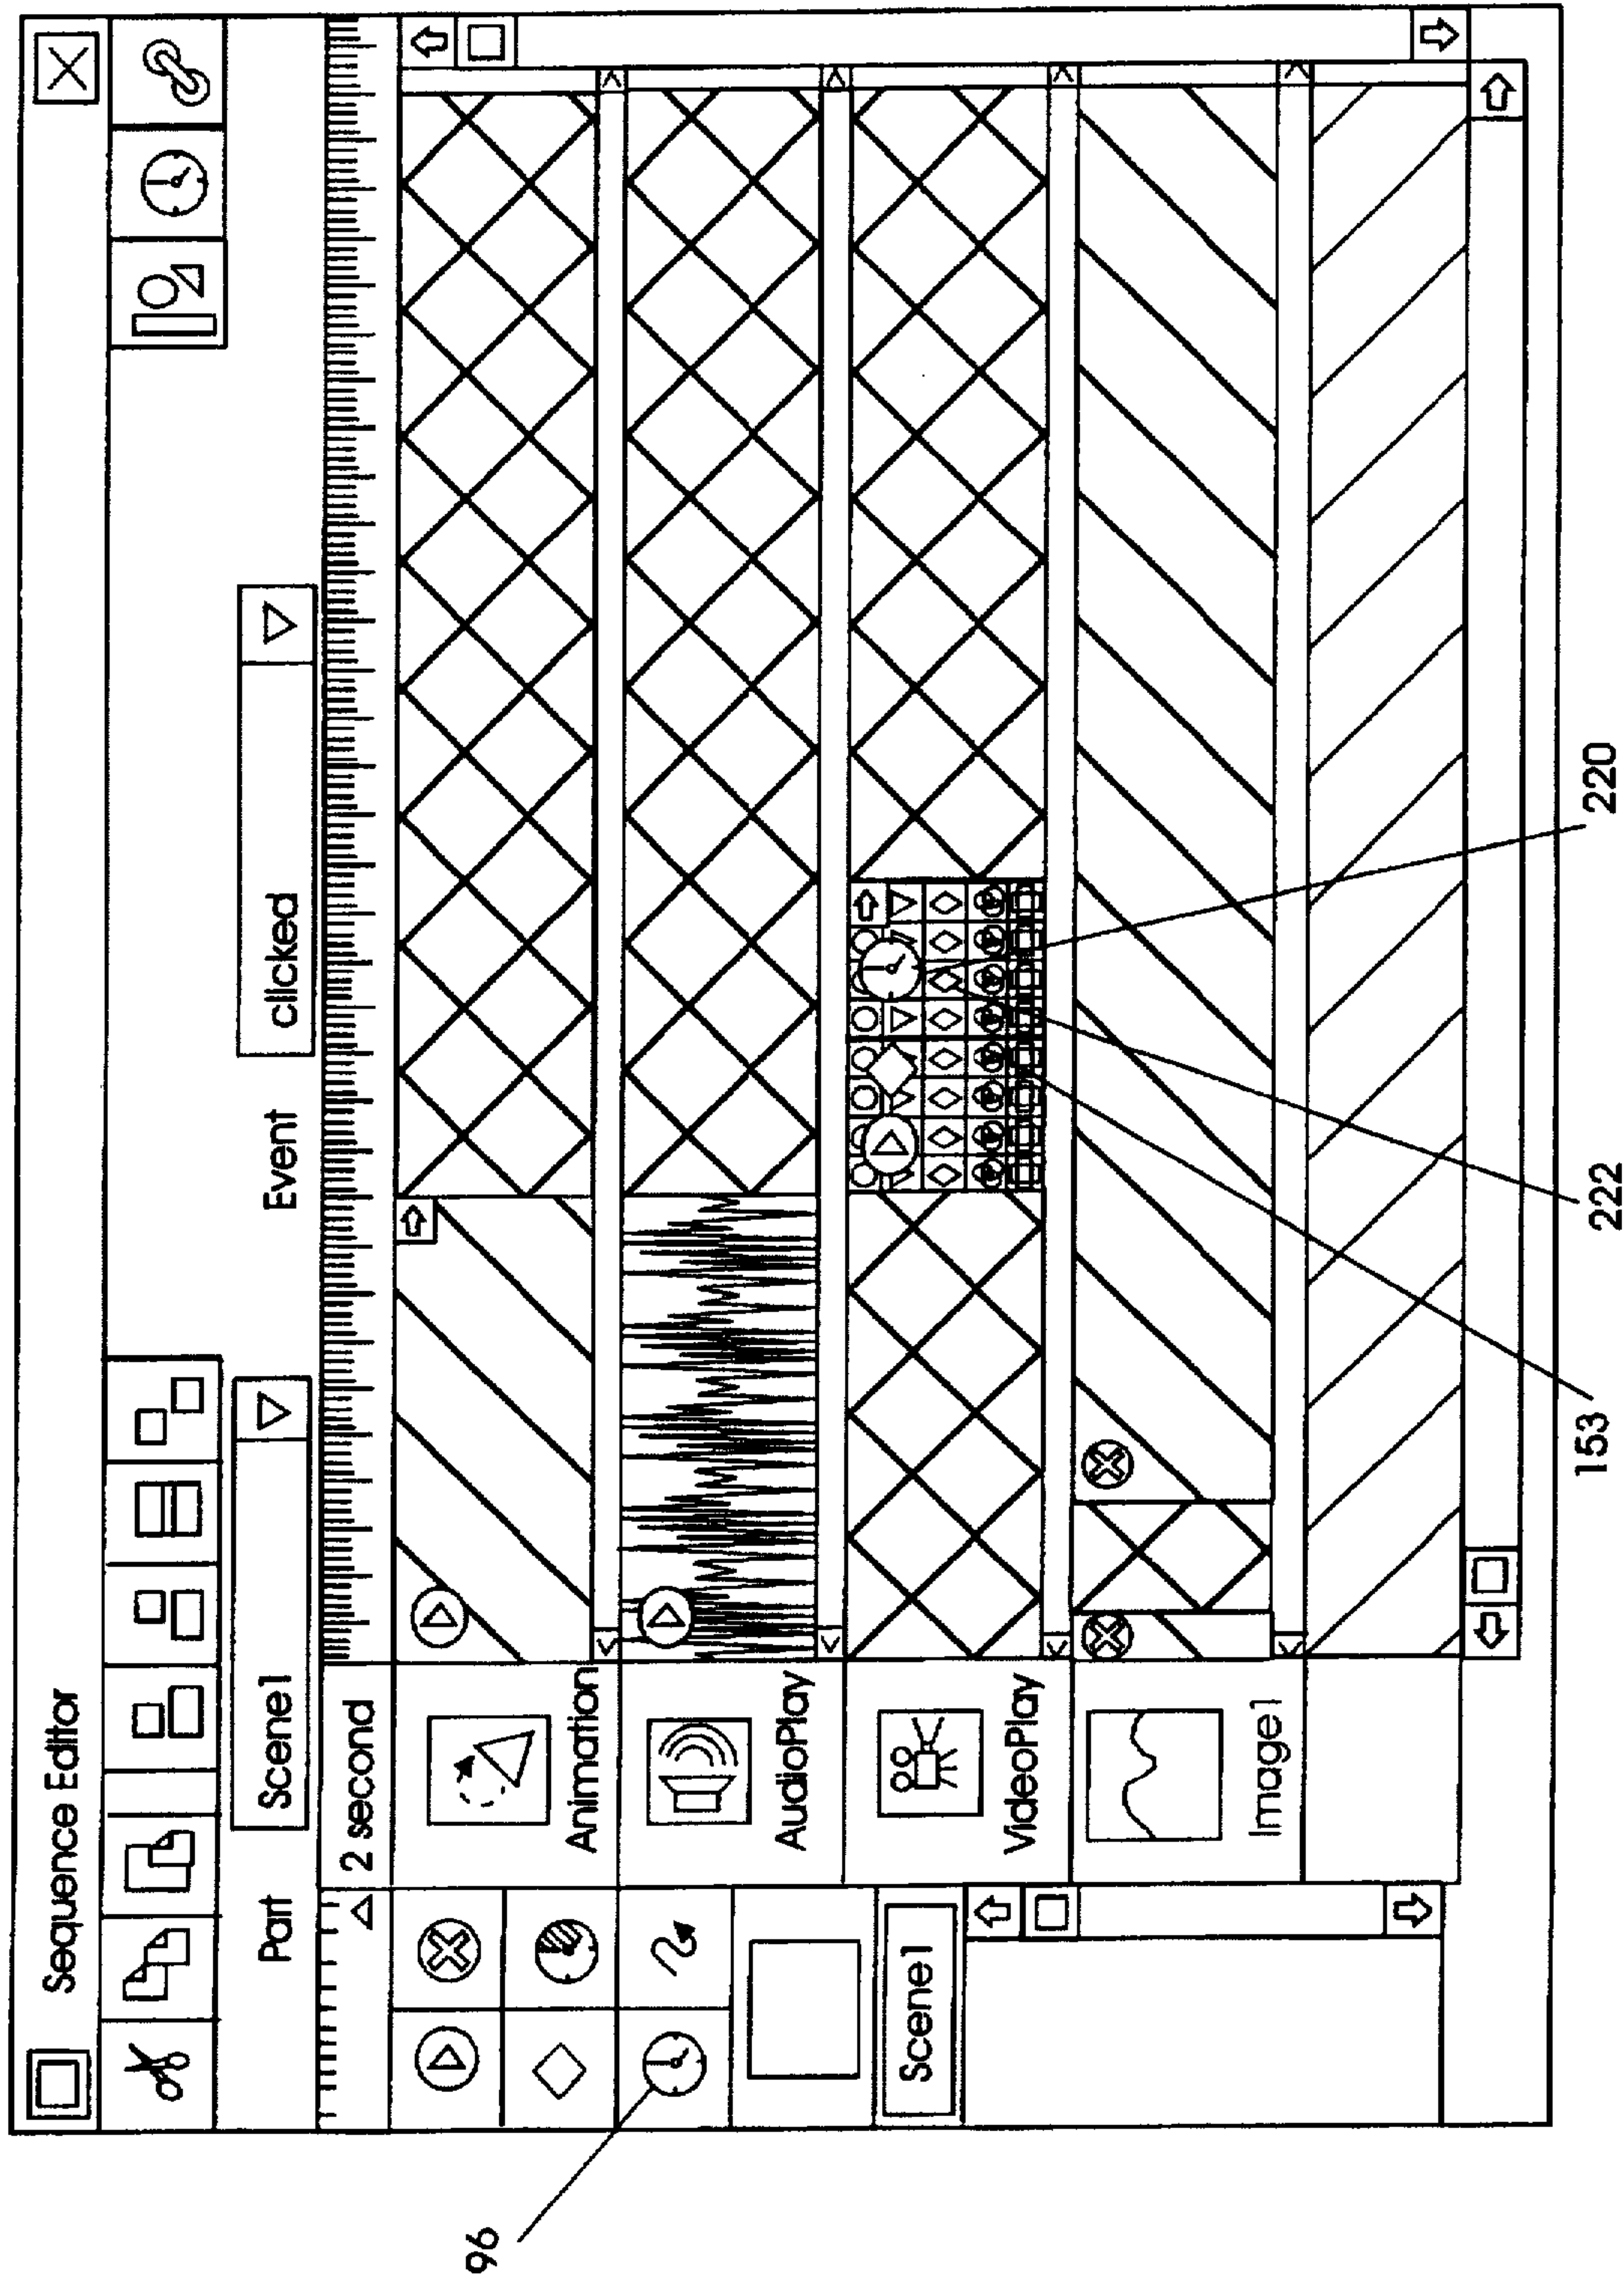 Sequence Editor
Part Scene1 Event clicked
2 second
Animation
AudioPlay
VideoPlay
Image1
Scene1
96
153
222
220